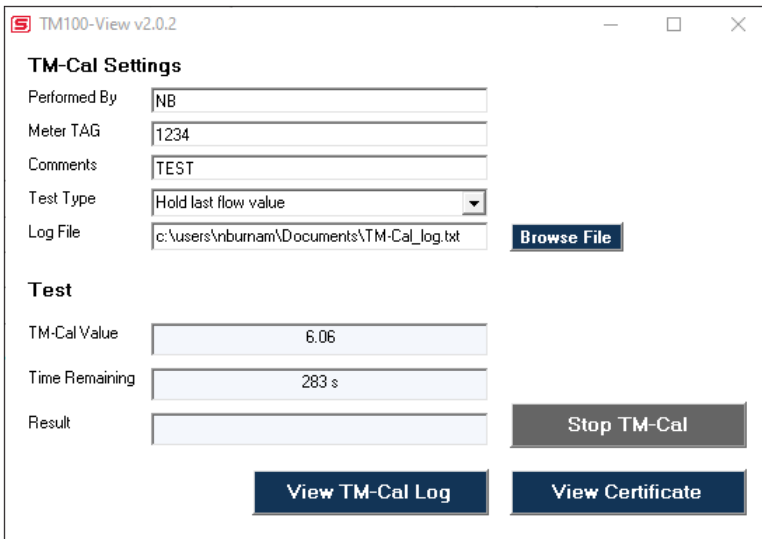 TM100-View v2.0.2
TM-Cal Settings
Performed By NB
Meter TAG 1234
Comments TEST
Test Type Hold last flow value
Log File c:\users\nburnam\Documents\TM-Cal_log.txt Browse File
Test
TM-Cal Value 6.06
Time Remaining 283 s
Result Stop TM-Cal
View TM-Cal Log View Certificate